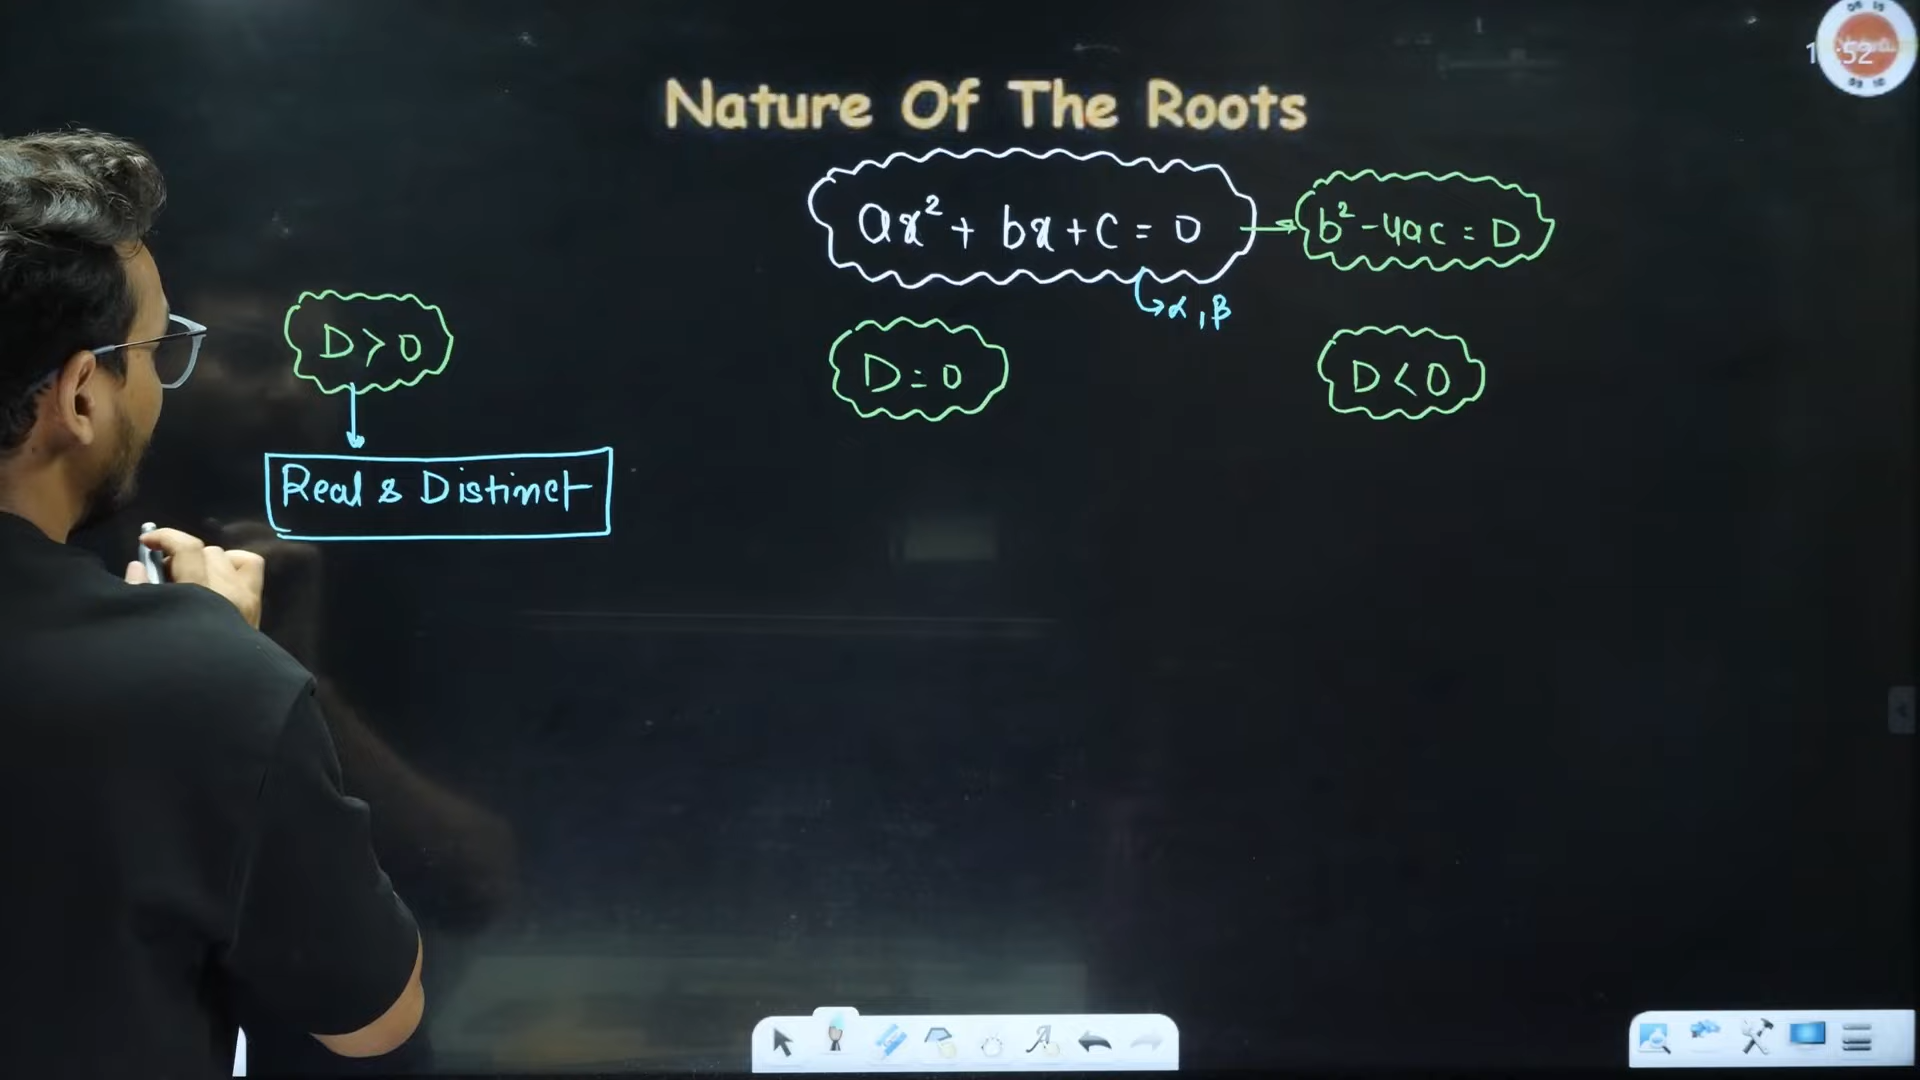 Nature Of The Roots
ax² + bx + c = 0 → b² - 4ac = D
α, β
D > 0
D = 0
D < 0
Real & Distinct